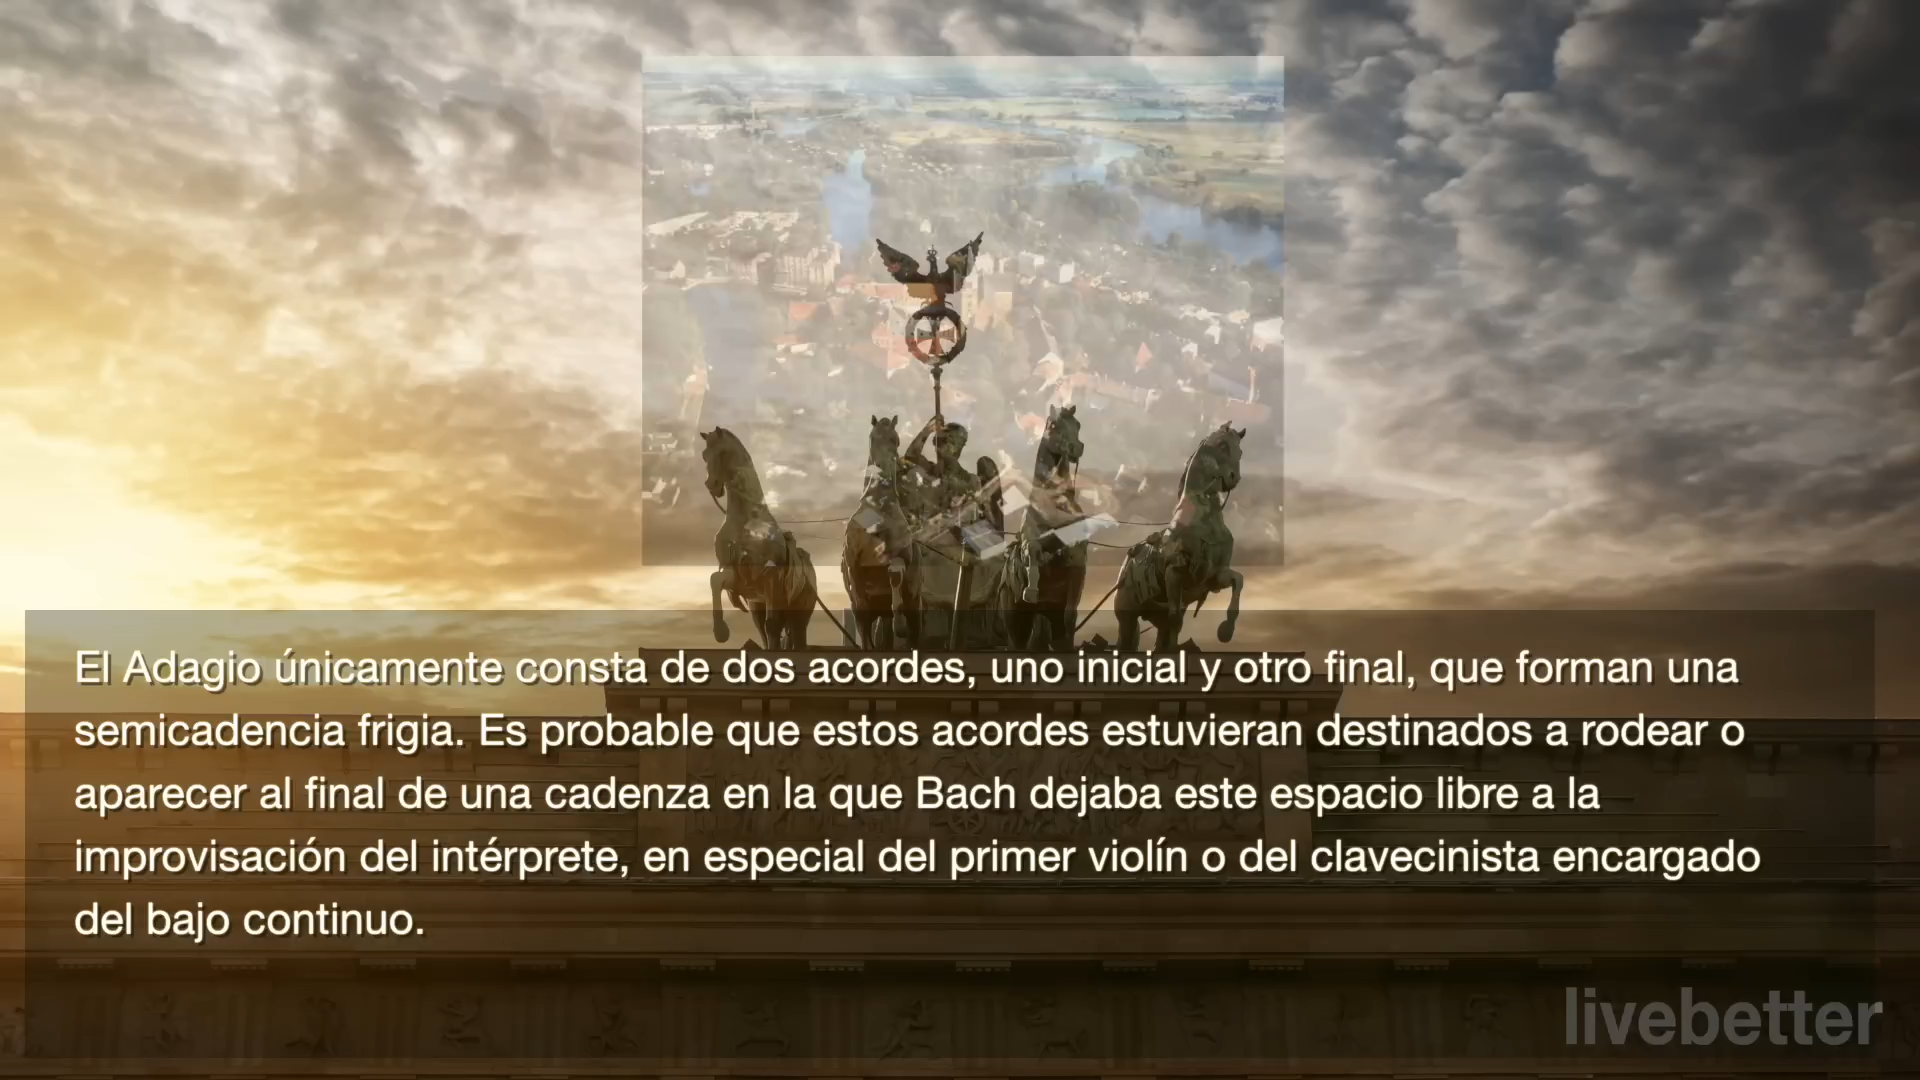 El Adagio únicamente consta de dos acordes, uno inicial y otro final, que forman una
semicadencia frigia. Es probable que estos acordes estuvieran destinados a rodear o
aparecer al final de una cadenza en la que Bach dejaba este espacio libre a la
improvisación del intérprete, en especial del primer violín o del clavecinista encargado
del bajo continuo.
livebetter